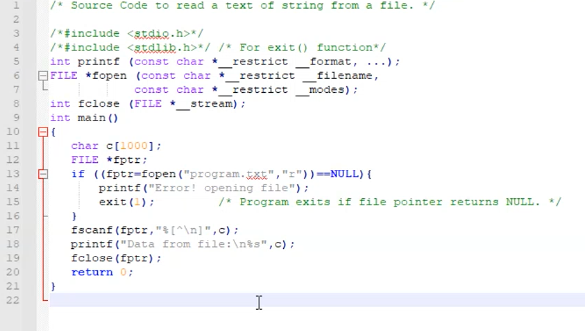 1 /* Source Code to read a text of string from a file. */
2
3 /*#include <stdio.h>*/
4 /*#include <stdlib.h>*/ /* For exit() function*/
5 int printf (const char *__restrict __format, ...);
6 FILE *fopen (const char *__restrict __filename,
7 const char *__restrict __modes);
8 int fclose (FILE *__stream);
9 int main()
10 {
11 char c[1000];
12 FILE *fptr;
13 if ((fptr=fopen("program.txt","r"))==NULL){
14 printf("Error! opening file");
15 exit(1); /* Program exits if file pointer returns NULL. */
16 }
17 fscanf(fptr,"%[^\n]",c);
18 printf("Data from file:\n%s",c);
19 fclose(fptr);
20 return 0;
21 }
22